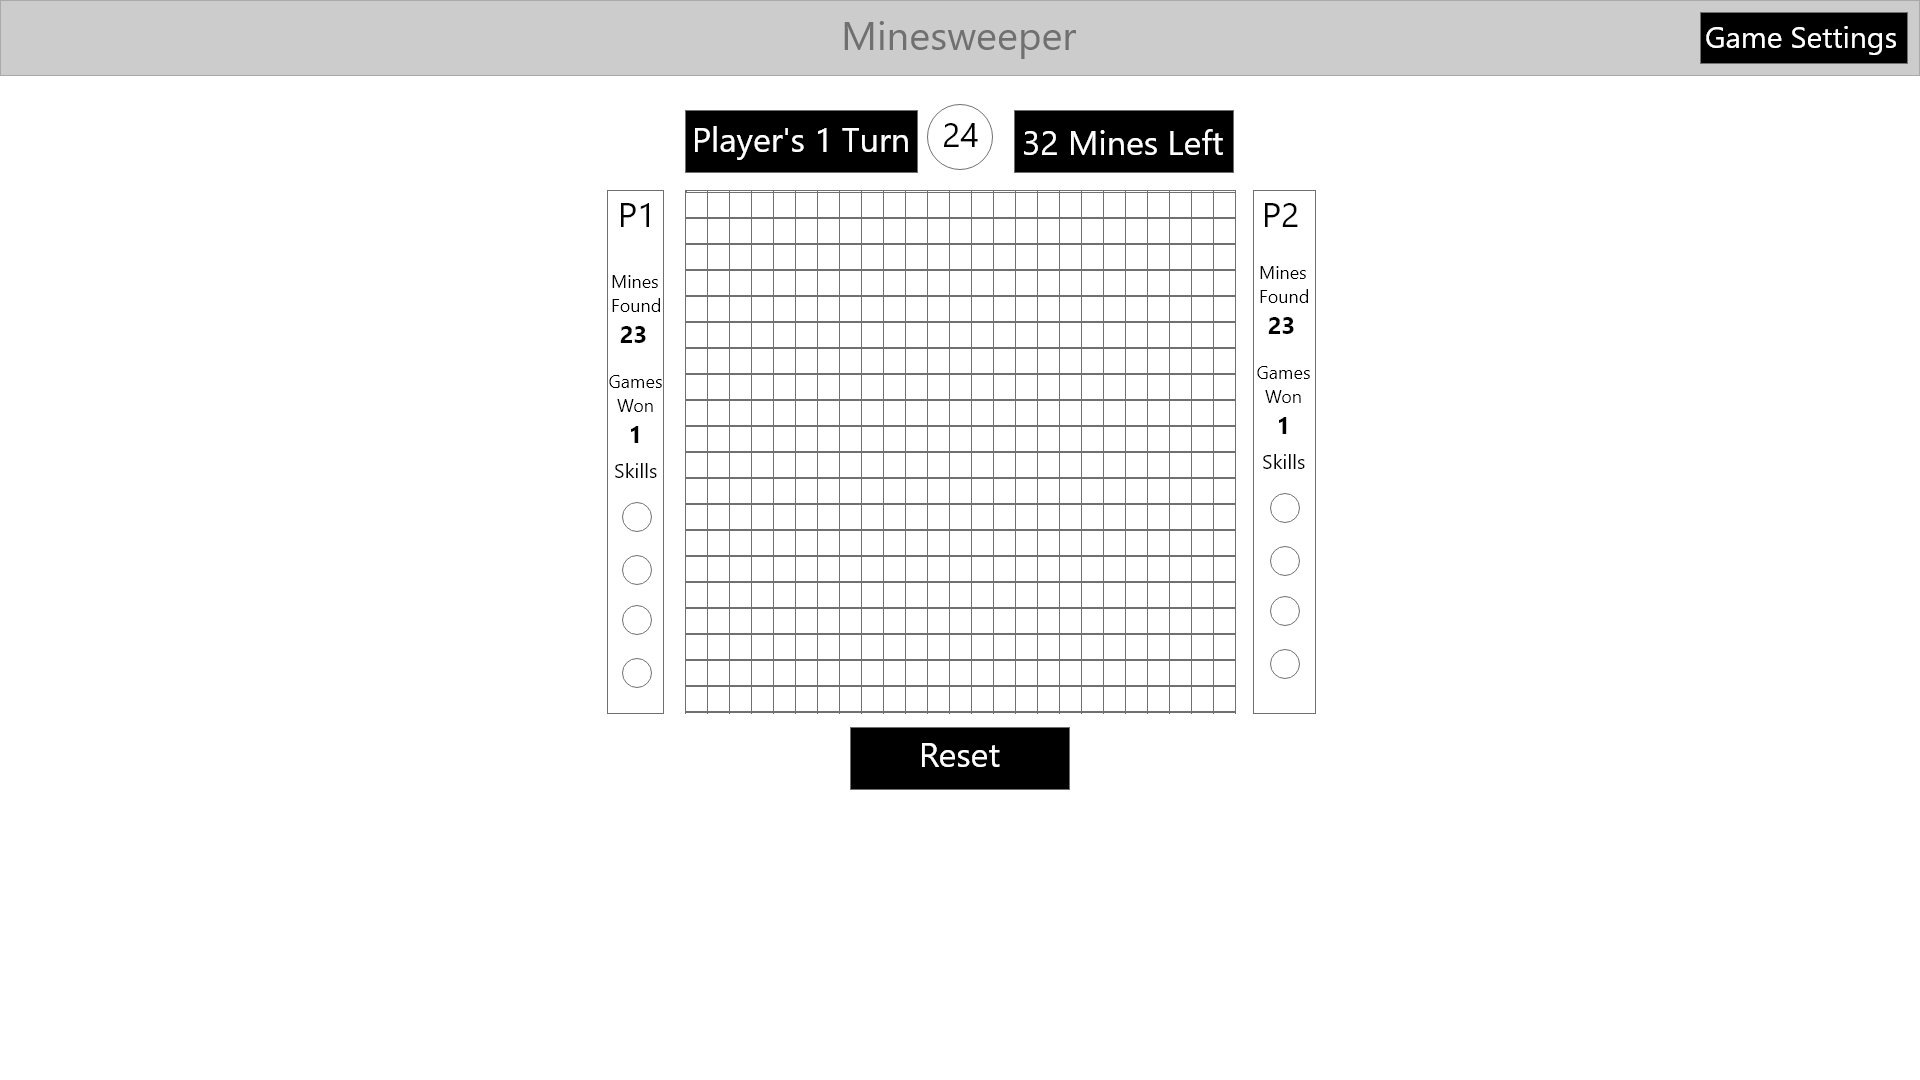 Minesweeper
Game Settings
Player's 1 Turn
24
32 Mines Left
P1
Mines
Found
23
Games
Won
1
Skills
P2
Mines
Found
23
Games
Won
1
Skills
Reset